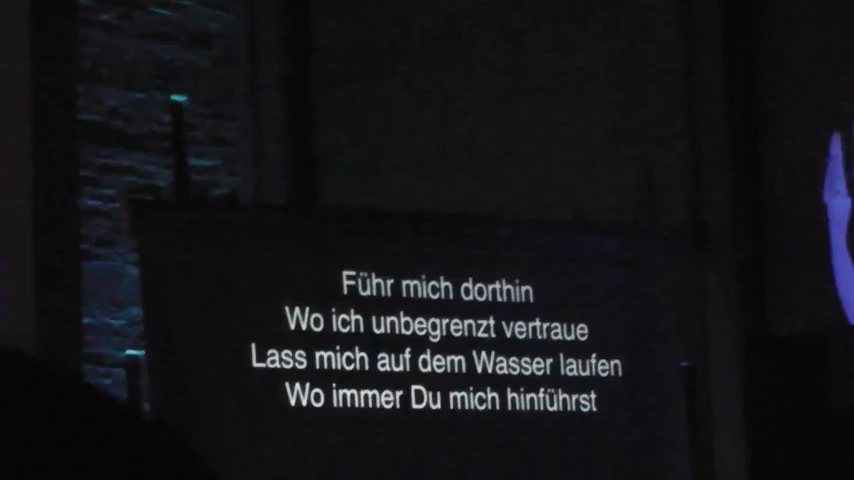 Führ mich dorthin
Wo ich unbegrenzt vertraue
Lass mich auf dem Wasser laufen
Wo immer Du mich hinführst